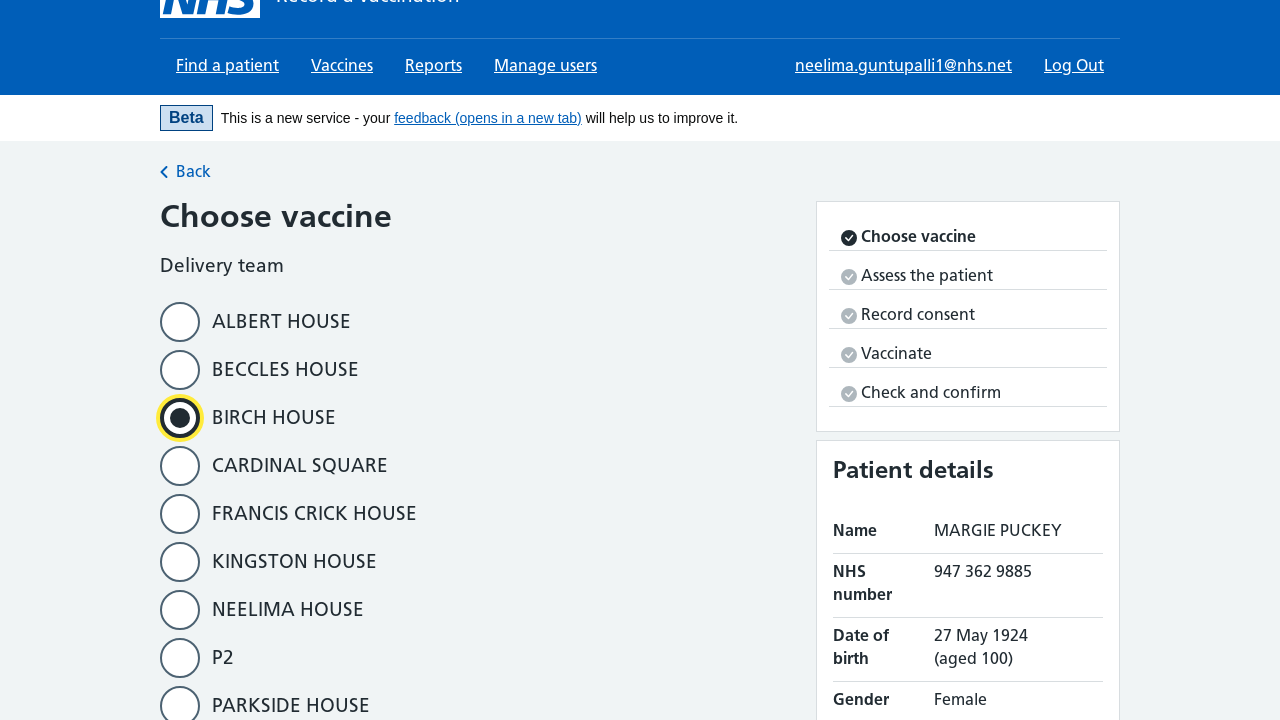 NHS Record a vaccination
Find a patient Vaccines Reports Manage users neelima.guntupalli1@nhs.net Log Out
Beta This is a new service - your feedback (opens in a new tab) will help us to improve it.
Back
Choose vaccine
Delivery team
ALBERT HOUSE
BECCLES HOUSE
BIRCH HOUSE
CARDINAL SQUARE
FRANCIS CRICK HOUSE
KINGSTON HOUSE
NEELIMA HOUSE
P2
PARKSIDE HOUSE
Choose vaccine
Assess the patient
Record consent
Vaccinate
Check and confirm
Patient details
Name MARGIE PUCKEY
NHS number 947 362 9885
Date of birth 27 May 1924 (aged 100)
Gender Female